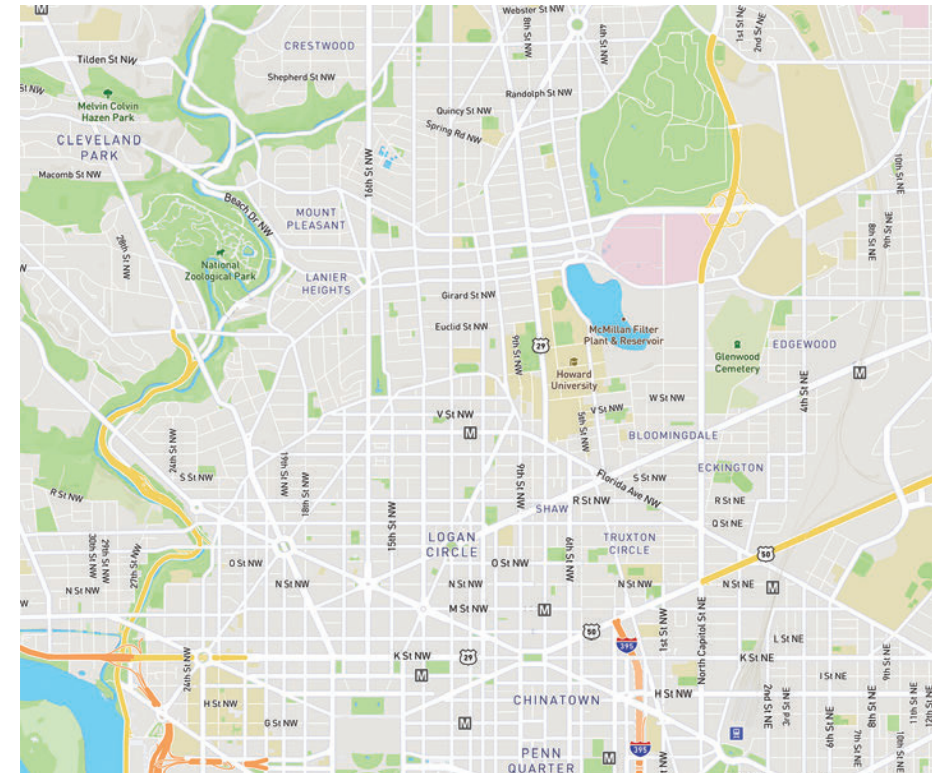 M
Webster St NW
8th St NW
4th St NW
1st St NE
2nd St NE
CRESTWOOD
Tilden St NW
Shepherd St NW
St NW
Melvin Colvin
Hazen Park
Randolph St NW
Quincy St NW
Spring Rd NW
CLEVELAND
PARK
Macomb St NW
16th St NW
10th St NE
Beach Dr NW
MOUNT
PLEASANT
28th St NW
8th St NE
9th St NE
National
Zoological Park
LANIER
HEIGHTS
Girard St NW
Euclid St NW
9th St NW
29
McMillan Filter
Plant & Reservoir
Glenwood
Cemetery
EDGEWOOD
Howard
University
M
4th St NE
W St NW
V St NW
V St NW
5th St NW
M
BLOOMINGDALE
24th St NW
19th St NW
18th St NW
S St NW
9th St NW
Florida Ave NW
S St NW
ECKINGTON
R St NW
R St NW
R St NE
SHAW
15th St NW
Q St NE
LOGAN
CIRCLE
6th St NW
TRUXTON
CIRCLE
50
30th St NW
29th St NW
27th St NW
O St NW
O St NW
N St NW
N St NW
N St NW
N St NW
N St NE
M
W
M St NW
M
50
1st St NW
North Capitol St NE
395
L St NE
K St NW
29
K St NE
26th St NW
M
I St NE
9th St NE
H St NW
CHINATOWN
H St NW
2nd St NE
3rd St NE
8th St NE
11th St NE
12th St NE
G St NW
M
6th St NE
7th St NE
10th St NE
PENN
QUARTER
M
395
t NW